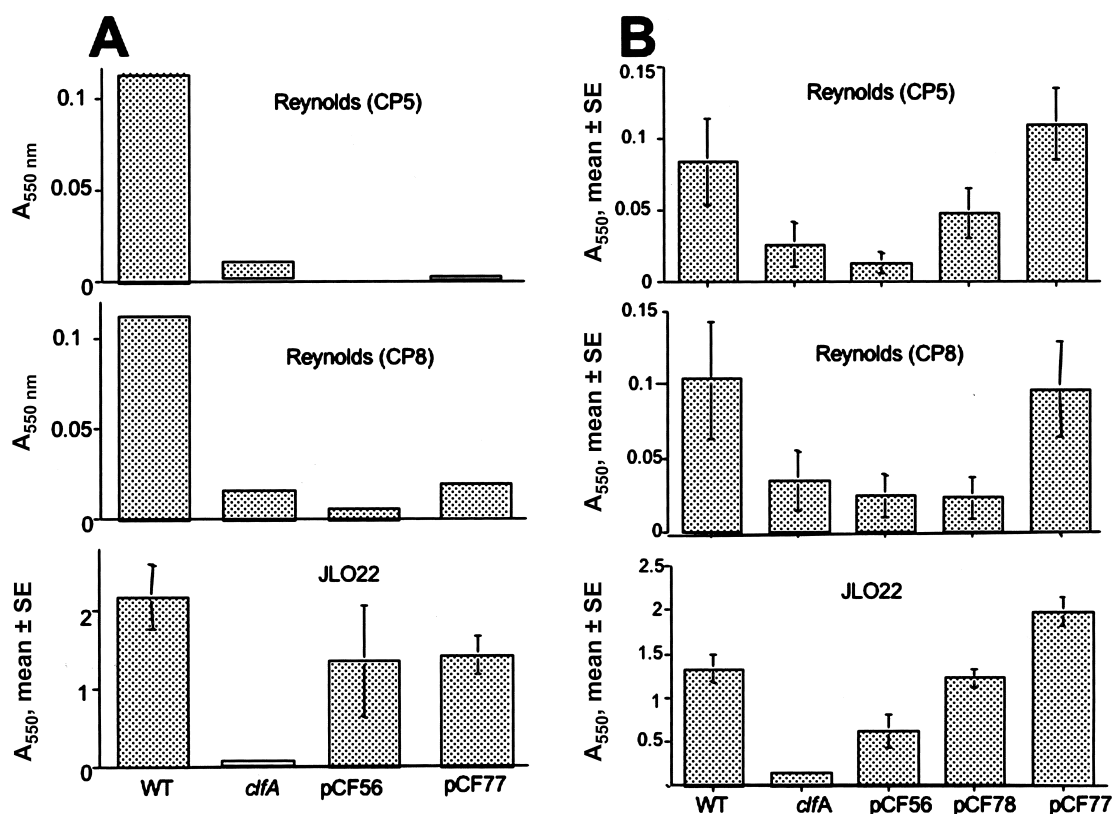 A
Reynolds (CP5)
A550 nm
0.1
0.05
0
Reynolds (CP8)
A550 nm
0.1
0.05
0
JLO22
A550, mean ± SE
2
1
0
WT clfA pCF56 pCF77
B
Reynolds (CP5)
A550, mean ± SE
0.15
0.1
0.05
0
Reynolds (CP8)
A550, mean ± SE
0.15
0.1
0.05
0
JLO22
A550, mean ± SE
2.5
2
1.5
1
0.5
WT clfA pCF56 pCF78 pCF77